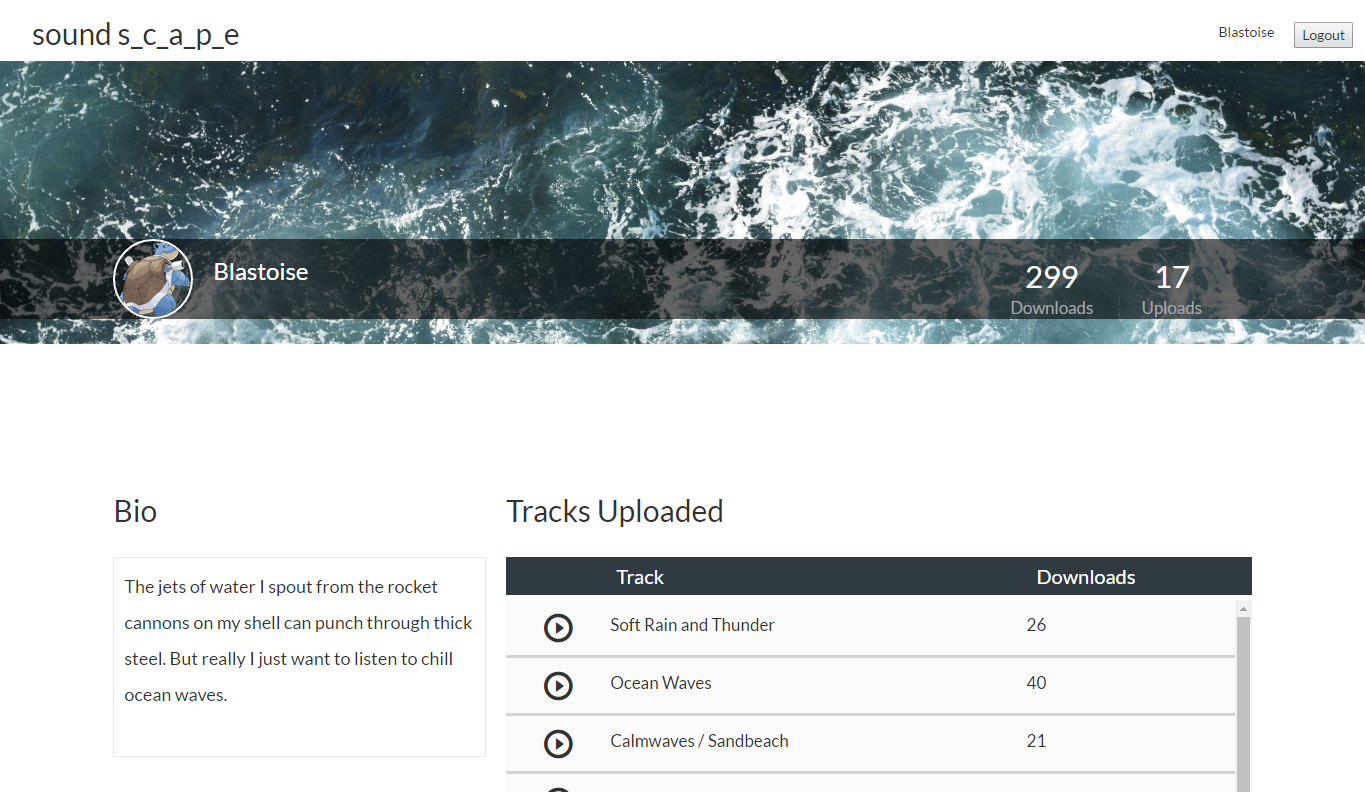 sound s_c_a_p_e
Blastoise
Logout
Blastoise
299
Downloads
17
Uploads
Bio
The jets of water I spout from the rocket
cannons on my shell can punch through thick
steel. But really I just want to listen to chill
ocean waves.
Tracks Uploaded
Track Downloads
Soft Rain and Thunder 26
Ocean Waves 40
Calmwaves / Sandbeach 21